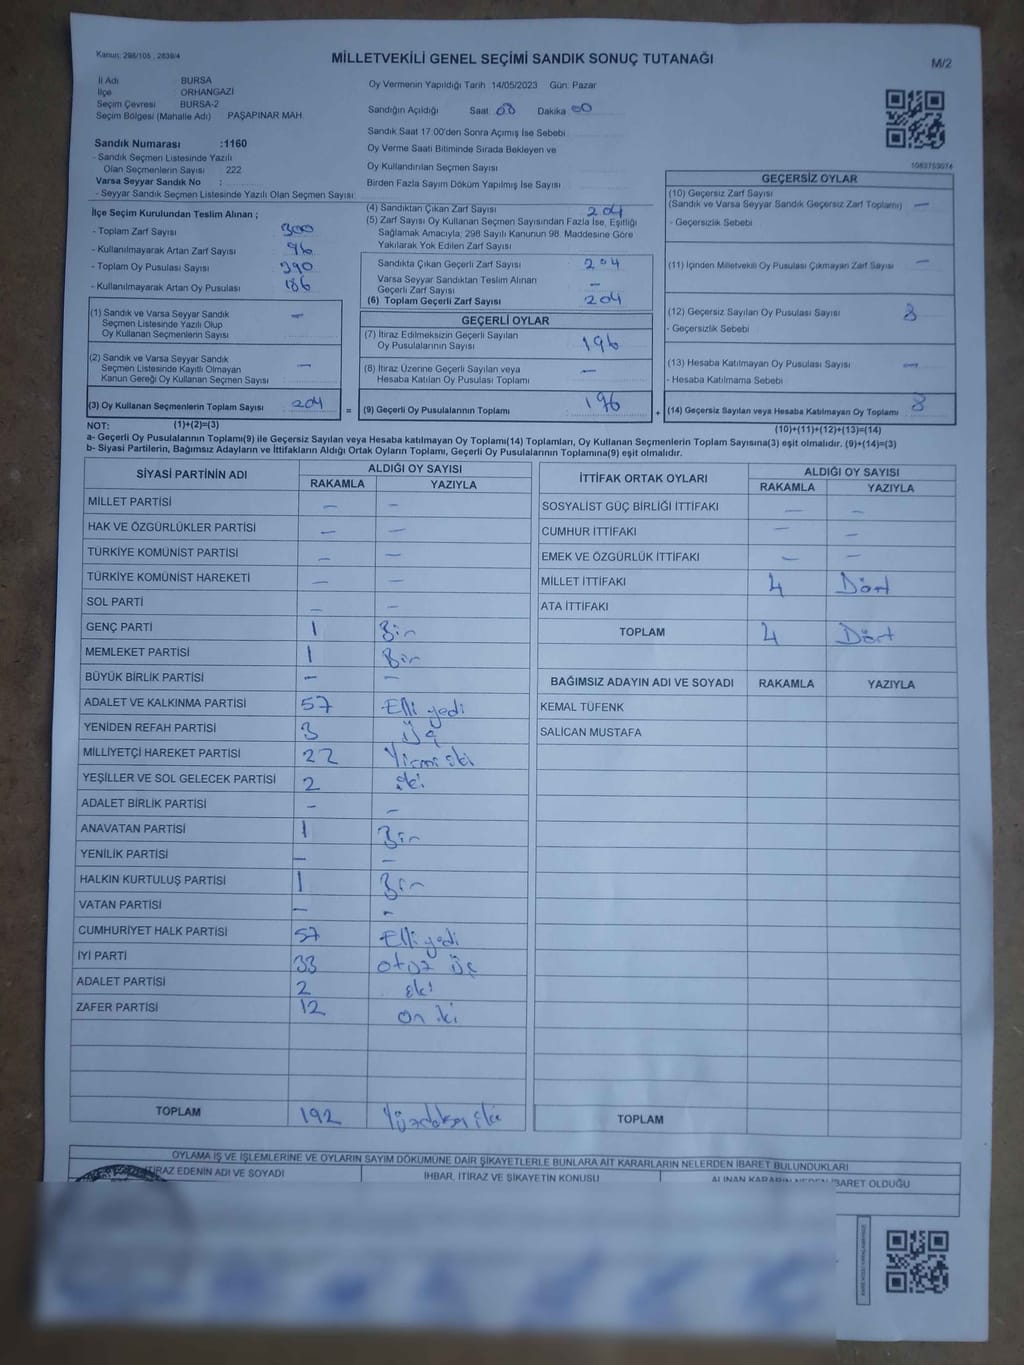 Kanun: 298/105 , 2839/4
MİLLETVEKİLİ GENEL SEÇİMİ SANDIK SONUÇ TUTANAĞI
M/2
İl Adı BURSA
İlçe ORHANGAZİ
Seçim Çevresi BURSA-2
Seçim Bölgesi (Mahalle Adı) PAŞAPINAR MAH.
Oy Vermenin Yapıldığı Tarih :14/05/2023 Gün: Pazar
Sandığın Açıldığı Saat 08 Dakika 00
Sandık Saat 17:00'den Sonra Açımış İse Sebebi
Oy Verme Saati Bitiminde Sırada Bekleyen ve
Oy Kullandırılan Seçmen Sayısı
Birden Fazla Sayım Döküm Yapılmış İse Sayısı
1083753074
Sandık Numarası :1160
- Sandık Seçmen Listesinde Yazılı
Olan Seçmenlerin Sayısı : 222
Varsa Seyyar Sandık No :
- Seyyar Sandık Seçmen Listesinde Yazılı Olan Seçmen Sayısı:
İlçe Seçim Kurulundan Teslim Alınan ;
- Toplam Zarf Sayısı 300
- Kullanılmayarak Artan Zarf Sayısı 96
- Toplam Oy Pusulası Sayısı 390
- Kullanılmayarak Artan Oy Pusulası 186
(1) Sandık ve Varsa Seyyar Sandık
Seçmen Listesinde Yazılı Olup
Oy Kullanan Seçmenlerin Sayısı : -
(2) Sandık ve Varsa Seyyar Sandık
Seçmen Listesinde Kayıtlı Olmayan
Kanun Gereği Oy Kullanan Seçmen Sayısı : -
(3) Oy Kullanan Seçmenlerin Toplam Sayısı 204 =
(1)+(2)=(3)
(4) Sandıktan Çıkan Zarf Sayısı 204
(5) Zarf Sayısı Oy Kullanan Seçmen Sayısından Fazla İse, Eşitliği
Sağlamak Amacıyla; 298 Sayılı Kanunun 98. Maddesine Göre
Yakılarak Yok Edilen Zarf Sayısı
Sandıkta Çıkan Geçerli Zarf Sayısı 204
Varsa Seyyar Sandıktan Teslim Alınan
Geçerli Zarf Sayısı -
(6) Toplam Geçerli Zarf Sayısı 204
GEÇERLİ OYLAR
(7) İtiraz Edilmeksizin Geçerli Sayılan
Oy Pusulalarının Sayısı 196
(8) İtiraz Üzerine Geçerli Sayılan veya
Hesaba Katılan Oy Pusulası Toplamı -
(9) Geçerli Oy Pusulalarının Toplamı : 196 +
GEÇERSİZ OYLAR
(10) Geçersiz Zarf Sayısı
(Sandık ve Varsa Seyyar Sandık Geçersiz Zarf Toplamı) -
- Geçersizlik Sebebi
(11) İçinden Milletvekili Oy Pusulası Çıkmayan Zarf Sayısı -
(12) Geçersiz Sayılan Oy Pusulası Sayısı 8
- Geçersizlik Sebebi
(13) Hesaba Katılmayan Oy Pusulası Sayısı -
- Hesaba Katılmama Sebebi
(14) Geçersiz Sayılan veya Hesaba Katılmayan Oy Toplamı 8
(10)+(11)+(12)+(13)=(14)
NOT:
a- Geçerli Oy Pusulalarının Toplamı(9) ile Geçersiz Sayılan veya Hesaba katılmayan Oy Toplamı(14) Toplamları, Oy Kullanan Seçmenlerin Toplam Sayısına(3) eşit olmalıdır. (9)+(14)=(3)
b- Siyasi Partilerin, Bağımsız Adayların ve İttifakların Aldığı Ortak Oyların Toplamı, Geçerli Oy Pusulalarının Toplamına(9) eşit olmalıdır.
SİYASİ PARTİNİN ADI ALDIĞI OY SAYISI
RAKAMLA YAZIYLA
MİLLET PARTİSİ - -
HAK VE ÖZGÜRLÜKLER PARTİSİ - -
TÜRKİYE KOMÜNİST PARTİSİ - -
TÜRKİYE KOMÜNİST HAREKETİ - -
SOL PARTİ - -
GENÇ PARTİ 1 Bir
MEMLEKET PARTİSİ 1 Bir
BÜYÜK BİRLİK PARTİSİ - -
ADALET VE KALKINMA PARTİSİ 57 Elli yedi
YENİDEN REFAH PARTİSİ 3 Üç
MİLLİYETÇİ HAREKET PARTİSİ 22 Yirmi iki
YEŞİLLER VE SOL GELECEK PARTİSİ 2 iki
ADALET BİRLİK PARTİSİ - -
ANAVATAN PARTİSİ 1 Bir
YENİLİK PARTİSİ - -
HALKIN KURTULUŞ PARTİSİ 1 Bir
VATAN PARTİSİ - -
CUMHURİYET HALK PARTİSİ 57 Elli yedi
İYİ PARTİ 33 otuz üç
ADALET PARTİSİ 2 iki
ZAFER PARTİSİ 12 on iki
TOPLAM 192
İTTİFAK ORTAK OYLARI ALDIĞI OY SAYISI
RAKAMLA YAZIYLA
SOSYALİST GÜÇ BİRLİĞİ İTTİFAKI - -
CUMHUR İTTİFAKI - -
EMEK VE ÖZGÜRLÜK İTTİFAKI - -
MİLLET İTTİFAKI 4 Dört
ATA İTTİFAKI
TOPLAM 4 Dört
BAĞIMSIZ ADAYIN ADI VE SOYADI RAKAMLA YAZIYLA
KEMAL TÜFENK
SALİCAN MUSTAFA
TOPLAM
OYLAMA İŞ VE İŞLEMLERİNE VE OYLARIN SAYIM DÖKÜMÜNE DAİR ŞİKAYETLERLE BUNLARA AİT KARARLARIN NELERDEN İBARET BULUNDUKLARI
İTİRAZ EDENİN ADI VE SOYADI İHBAR, İTİRAZ VE ŞİKAYETİN KONUSU ALINAN KARARIN NEDEN İBARET OLDUĞU